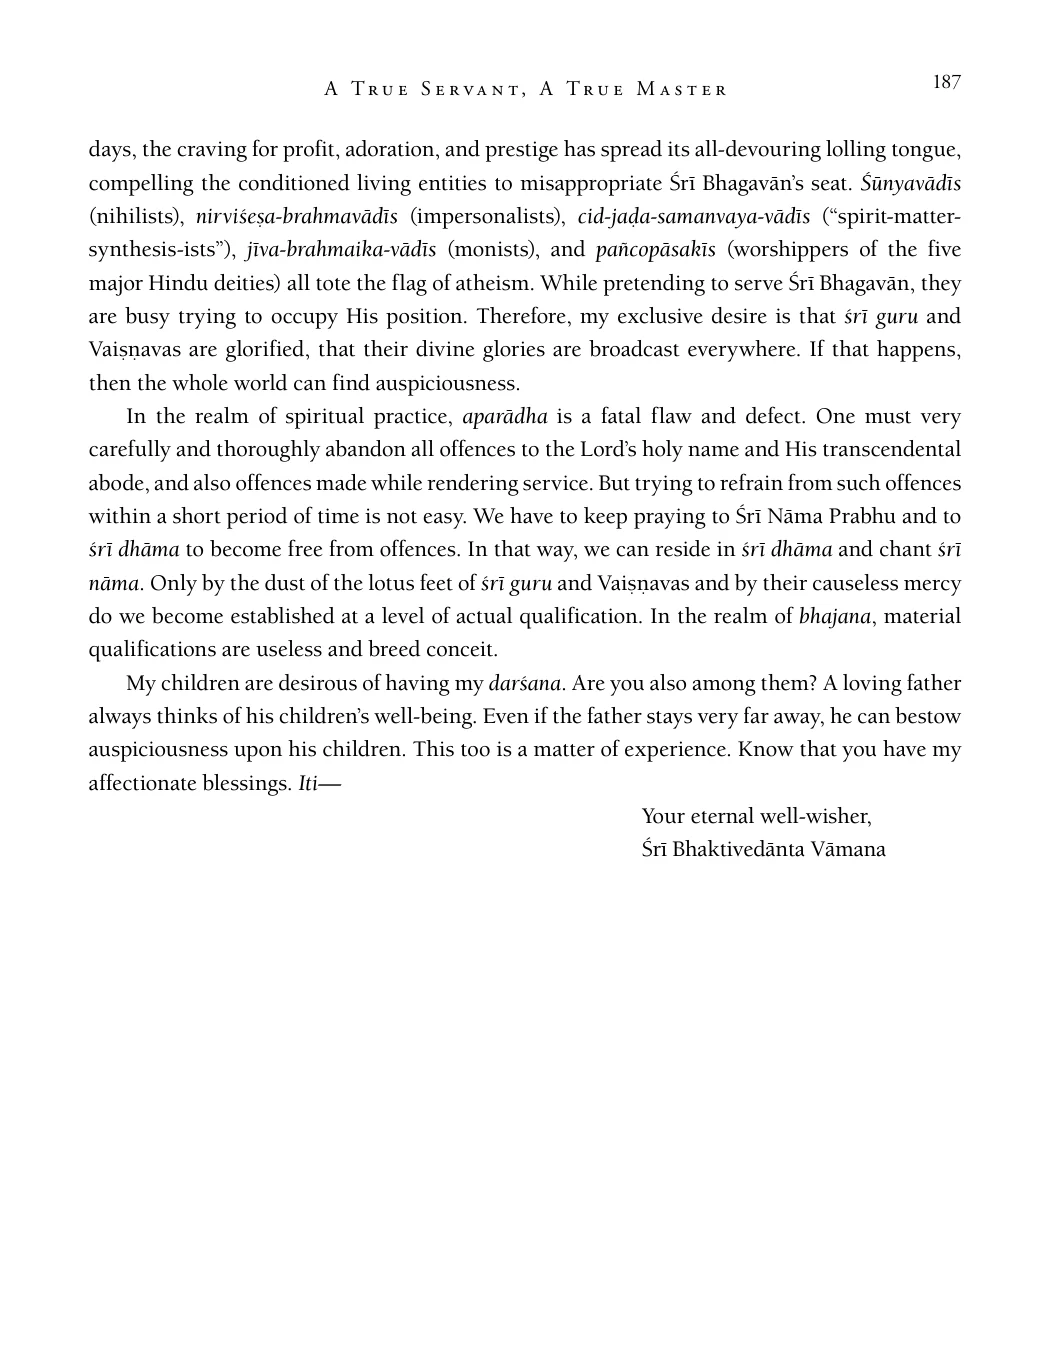 A True Servant, A True Master
187
days, the craving for profit, adoration, and prestige has spread its all-devouring lolling tongue,
compelling the conditioned living entities to misappropriate Śrī Bhagavān’s seat. Śūnyavādīs
(nihilists), nirviśeṣa-brahmavādīs (impersonalists), cid-jaḍa-samanvaya-vādīs (“spirit-matter-
synthesis-ists”), jīva-brahmaika-vādīs (monists), and pañcopāsakīs (worshippers of the five
major Hindu deities) all tote the flag of atheism. While pretending to serve Śrī Bhagavān, they
are busy trying to occupy His position. Therefore, my exclusive desire is that śrī guru and
Vaiṣṇavas are glorified, that their divine glories are broadcast everywhere. If that happens,
then the whole world can find auspiciousness.
In the realm of spiritual practice, aparādha is a fatal flaw and defect. One must very
carefully and thoroughly abandon all offences to the Lord’s holy name and His transcendental
abode, and also offences made while rendering service. But trying to refrain from such offences
within a short period of time is not easy. We have to keep praying to Śrī Nāma Prabhu and to
śrī dhāma to become free from offences. In that way, we can reside in śrī dhāma and chant śrī
nāma. Only by the dust of the lotus feet of śrī guru and Vaiṣṇavas and by their causeless mercy
do we become established at a level of actual qualification. In the realm of bhajana, material
qualifications are useless and breed conceit.
My children are desirous of having my darśana. Are you also among them? A loving father
always thinks of his children’s well-being. Even if the father stays very far away, he can bestow
auspiciousness upon his children. This too is a matter of experience. Know that you have my
affectionate blessings. Iti—
Your eternal well-wisher,
Śrī Bhaktivedānta Vāmana